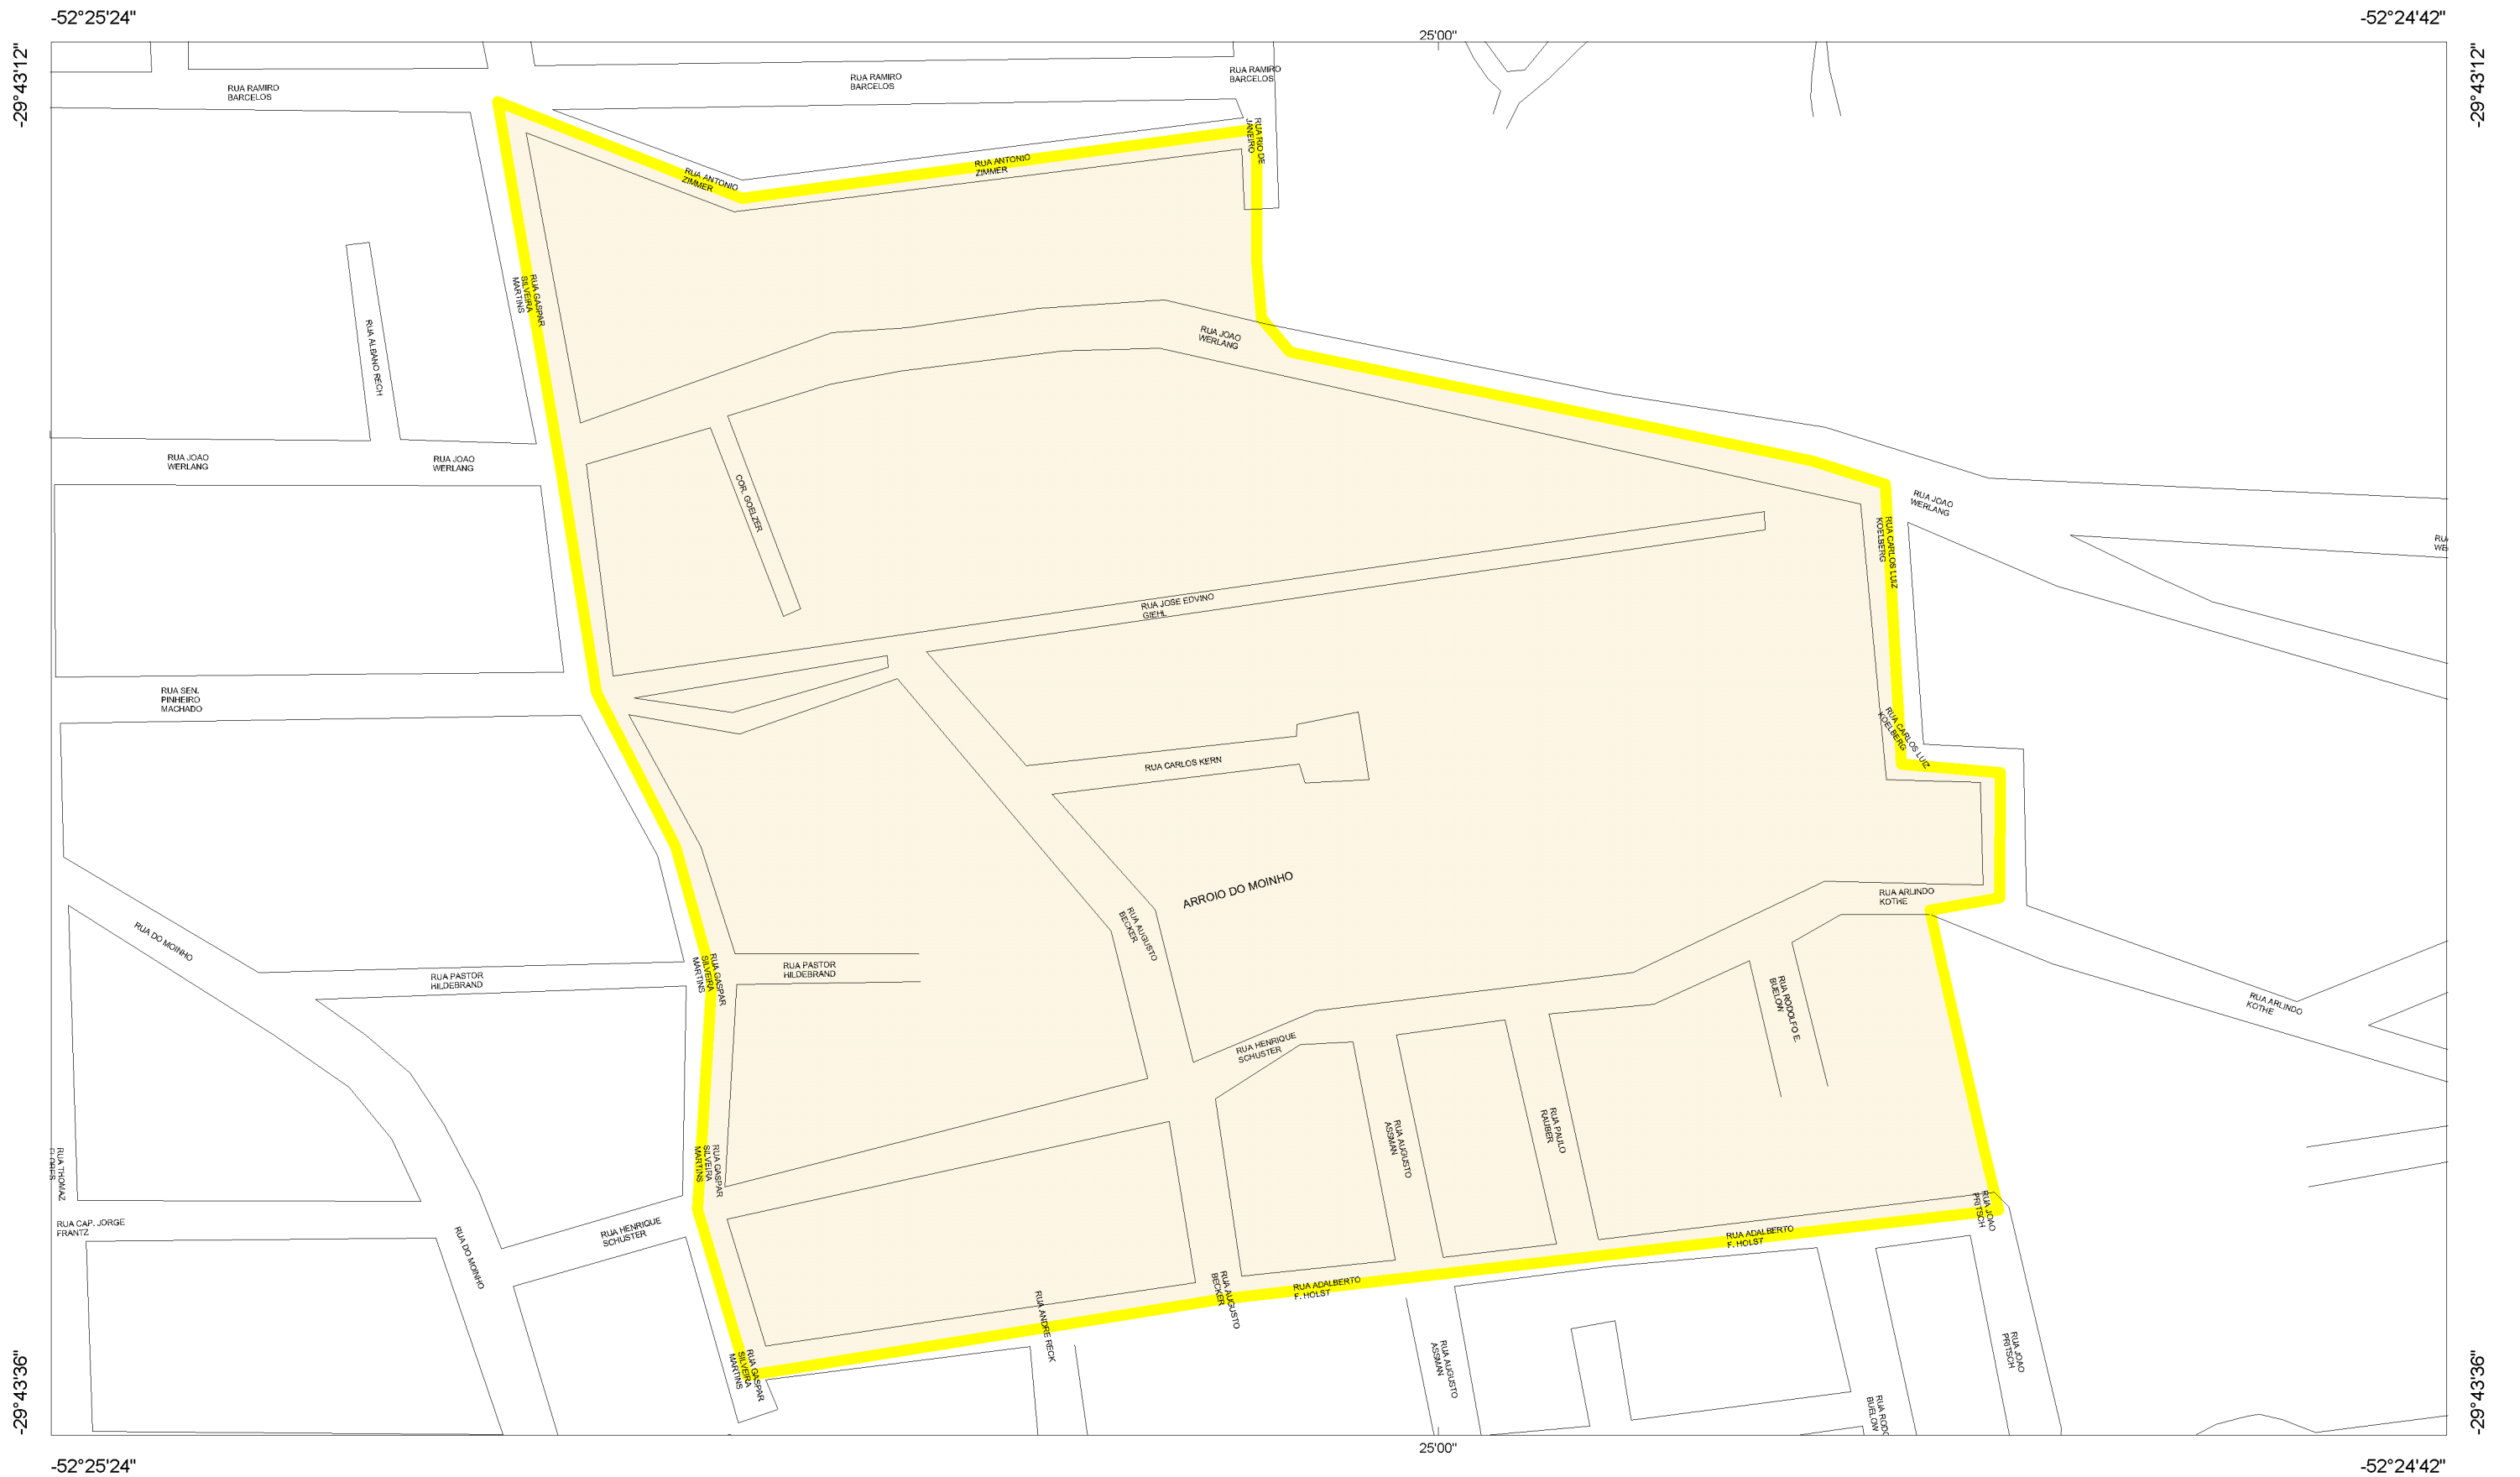 -52°25'24"
-52°24'42"
25'00"
-29°43'12"
-29°43'12"
RUA RAMIRO
BARCELOS
RUA RAMIRO
BARCELOS
RUA RAMIRO
BARCELOS
RUA RIO DE
JANEIRO
RUA ANTONIO
ZIMMER
RUA ANTONIO
ZIMMER
RUA GASPAR
SILVEIRA
MARTINS
RUA ALBANO RECH
RUA JOAO
WERLANG
RUA JOAO
WERLANG
RUA JOAO
WERLANG
COR. GOELZER
RUA JOAO
WERLANG
RUA CARLOS LUIZ
KOELBERG
RUA
WE
RUA JOSE EDVINO
GIEHL
RUA SEN.
PINHEIRO
MACHADO
RUA CARLOS LUIZ
KOELBERG
RUA CARLOS KERN
ARROIO DO MOINHO
RUA ARLINDO
KOTHE
RUA AUGUSTO
BECKER
RUA DO MOINHO
RUA PASTOR
HILDEBRAND
RUA GASPAR
SILVEIRA
MARTINS
RUA PASTOR
HILDEBRAND
RUA RODOLFO E.
BUELOW
RUA ARLINDO
KOTHE
RUA HENRIQUE
SCHUSTER
RUA AUGUSTO
ASSMAN
RUA PAULO
RAUBER
RUA THOMAZ
FLORES
RUA GASPAR
SILVEIRA
MARTINS
RUA CAP. JORGE
FRANTZ
RUA DO MOINHO
RUA HENRIQUE
SCHUSTER
RUA JOAO
PRITSCH
RUA ADALBERTO
F. HOLST
RUA ADALBERTO
F. HOLST
RUA AUGUSTO
BECKER
RUA ANDRE RECK
RUA GASPAR
SILVEIRA
MARTINS
RUA AUGUSTO
ASSMAN
RUA JOAO
PRITSCH
RUA RODO
BUELOW
-29°43'36"
-29°43'36"
25'00"
-52°25'24"
-52°24'42"